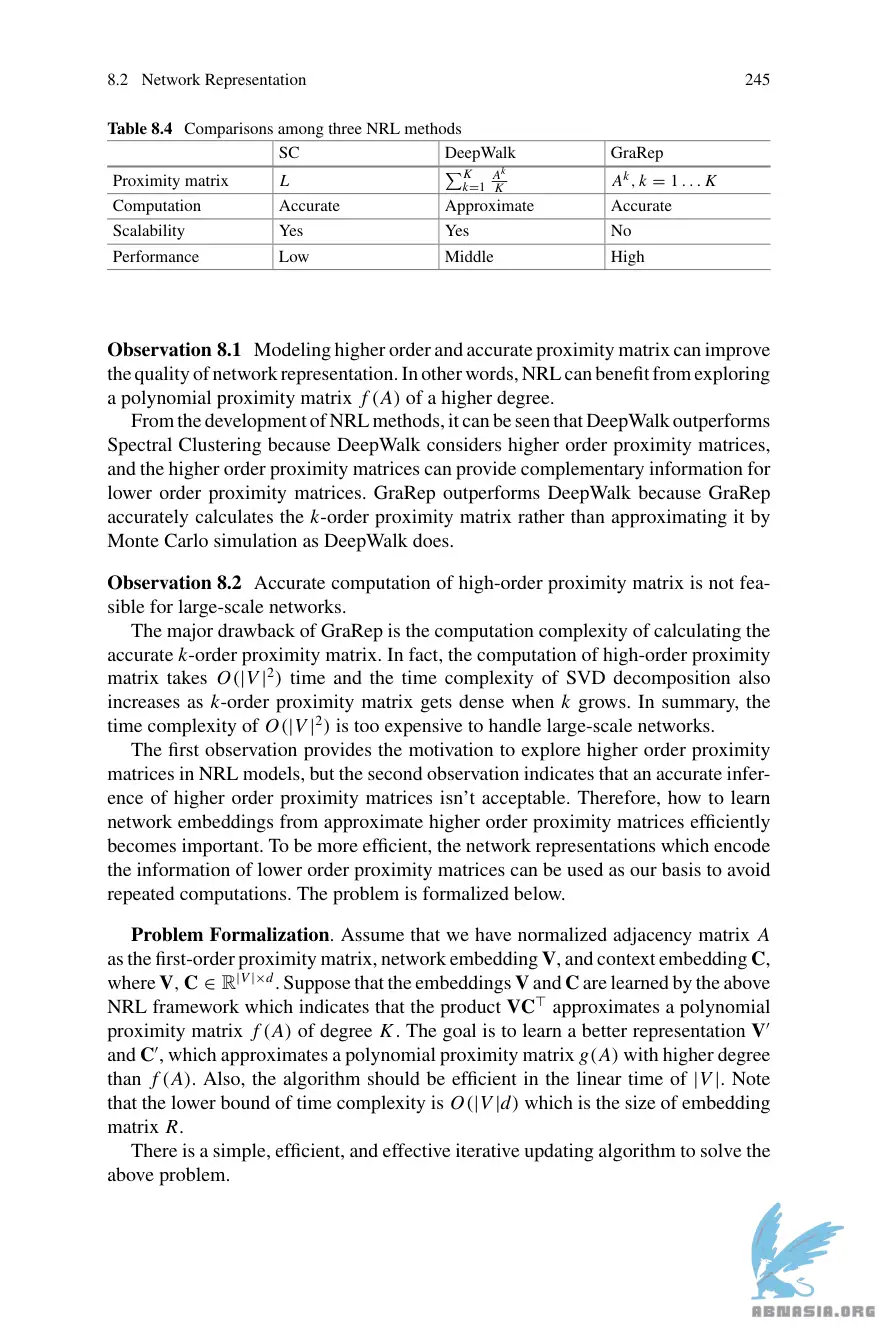 8.2 Network Representation 245
Table 8.4 Comparisons among three NRL methods
SC DeepWalk GraRep
Proximity matrix L ∑_{k=1}^{K} A^k/K A^k, k = 1 . . . K
Computation Accurate Approximate Accurate
Scalability Yes Yes No
Performance Low Middle High
Observation 8.1 Modeling higher order and accurate proximity matrix can improve
the quality of network representation. In other words, NRL can benefit from exploring
a polynomial proximity matrix f (A) of a higher degree.
From the development of NRL methods, it can be seen that DeepWalk outperforms
Spectral Clustering because DeepWalk considers higher order proximity matrices,
and the higher order proximity matrices can provide complementary information for
lower order proximity matrices. GraRep outperforms DeepWalk because GraRep
accurately calculates the k-order proximity matrix rather than approximating it by
Monte Carlo simulation as DeepWalk does.
Observation 8.2 Accurate computation of high-order proximity matrix is not fea-
sible for large-scale networks.
The major drawback of GraRep is the computation complexity of calculating the
accurate k-order proximity matrix. In fact, the computation of high-order proximity
matrix takes O(|V|²) time and the time complexity of SVD decomposition also
increases as k-order proximity matrix gets dense when k grows. In summary, the
time complexity of O(|V|²) is too expensive to handle large-scale networks.
The first observation provides the motivation to explore higher order proximity
matrices in NRL models, but the second observation indicates that an accurate infer-
ence of higher order proximity matrices isn’t acceptable. Therefore, how to learn
network embeddings from approximate higher order proximity matrices efficiently
becomes important. To be more efficient, the network representations which encode
the information of lower order proximity matrices can be used as our basis to avoid
repeated computations. The problem is formalized below.
Problem Formalization. Assume that we have normalized adjacency matrix A
as the first-order proximity matrix, network embedding V, and context embedding C,
where V, C ∈ ℝ^{|V|×d}. Suppose that the embeddings V and C are learned by the above
NRL framework which indicates that the product VC⊤ approximates a polynomial
proximity matrix f (A) of degree K. The goal is to learn a better representation V′
and C′, which approximates a polynomial proximity matrix g(A) with higher degree
than f (A). Also, the algorithm should be efficient in the linear time of |V|. Note
that the lower bound of time complexity is O(|V|d) which is the size of embedding
matrix R.
There is a simple, efficient, and effective iterative updating algorithm to solve the
above problem.
ABNASIA.ORG